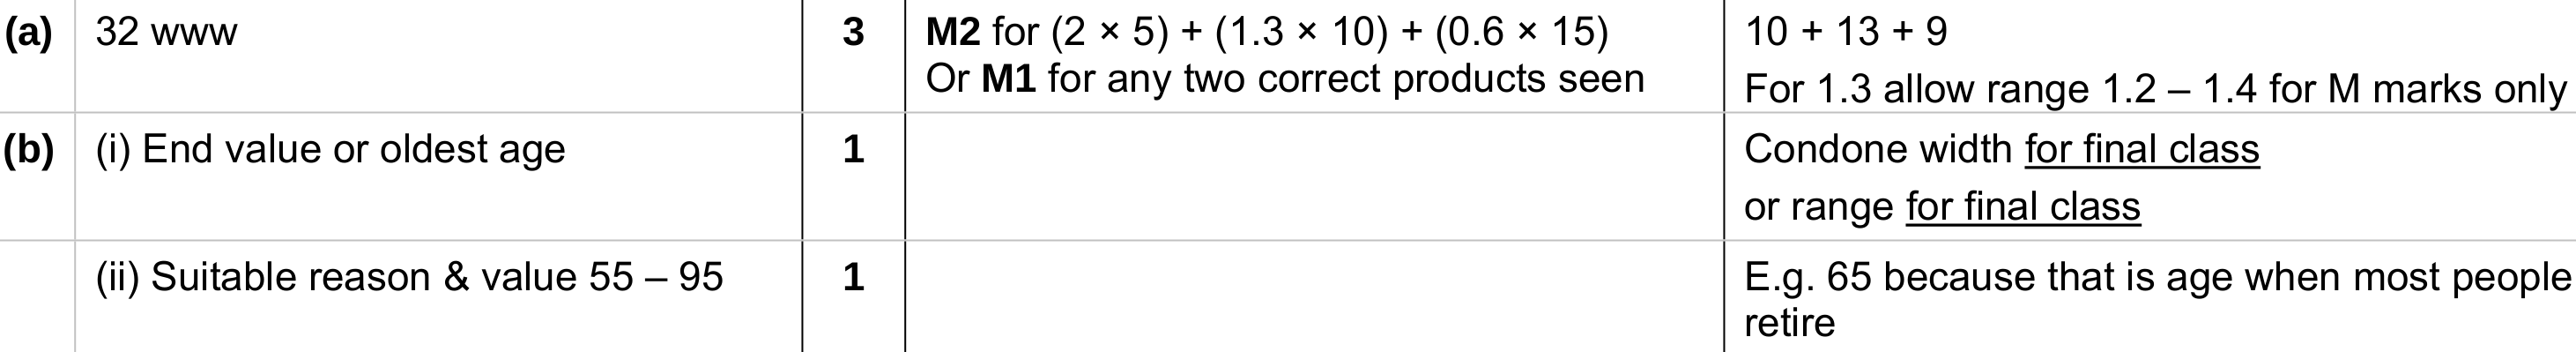 (a) 32 www 3 M2 for (2 × 5) + (1.3 × 10) + (0.6 × 15) 10 + 13 + 9
Or M1 for any two correct products seen For 1.3 allow range 1.2 – 1.4 for M marks only
(b) (i) End value or oldest age 1 Condone width for final class
or range for final class
(ii) Suitable reason & value 55 – 95 1 E.g. 65 because that is age when most people
retire